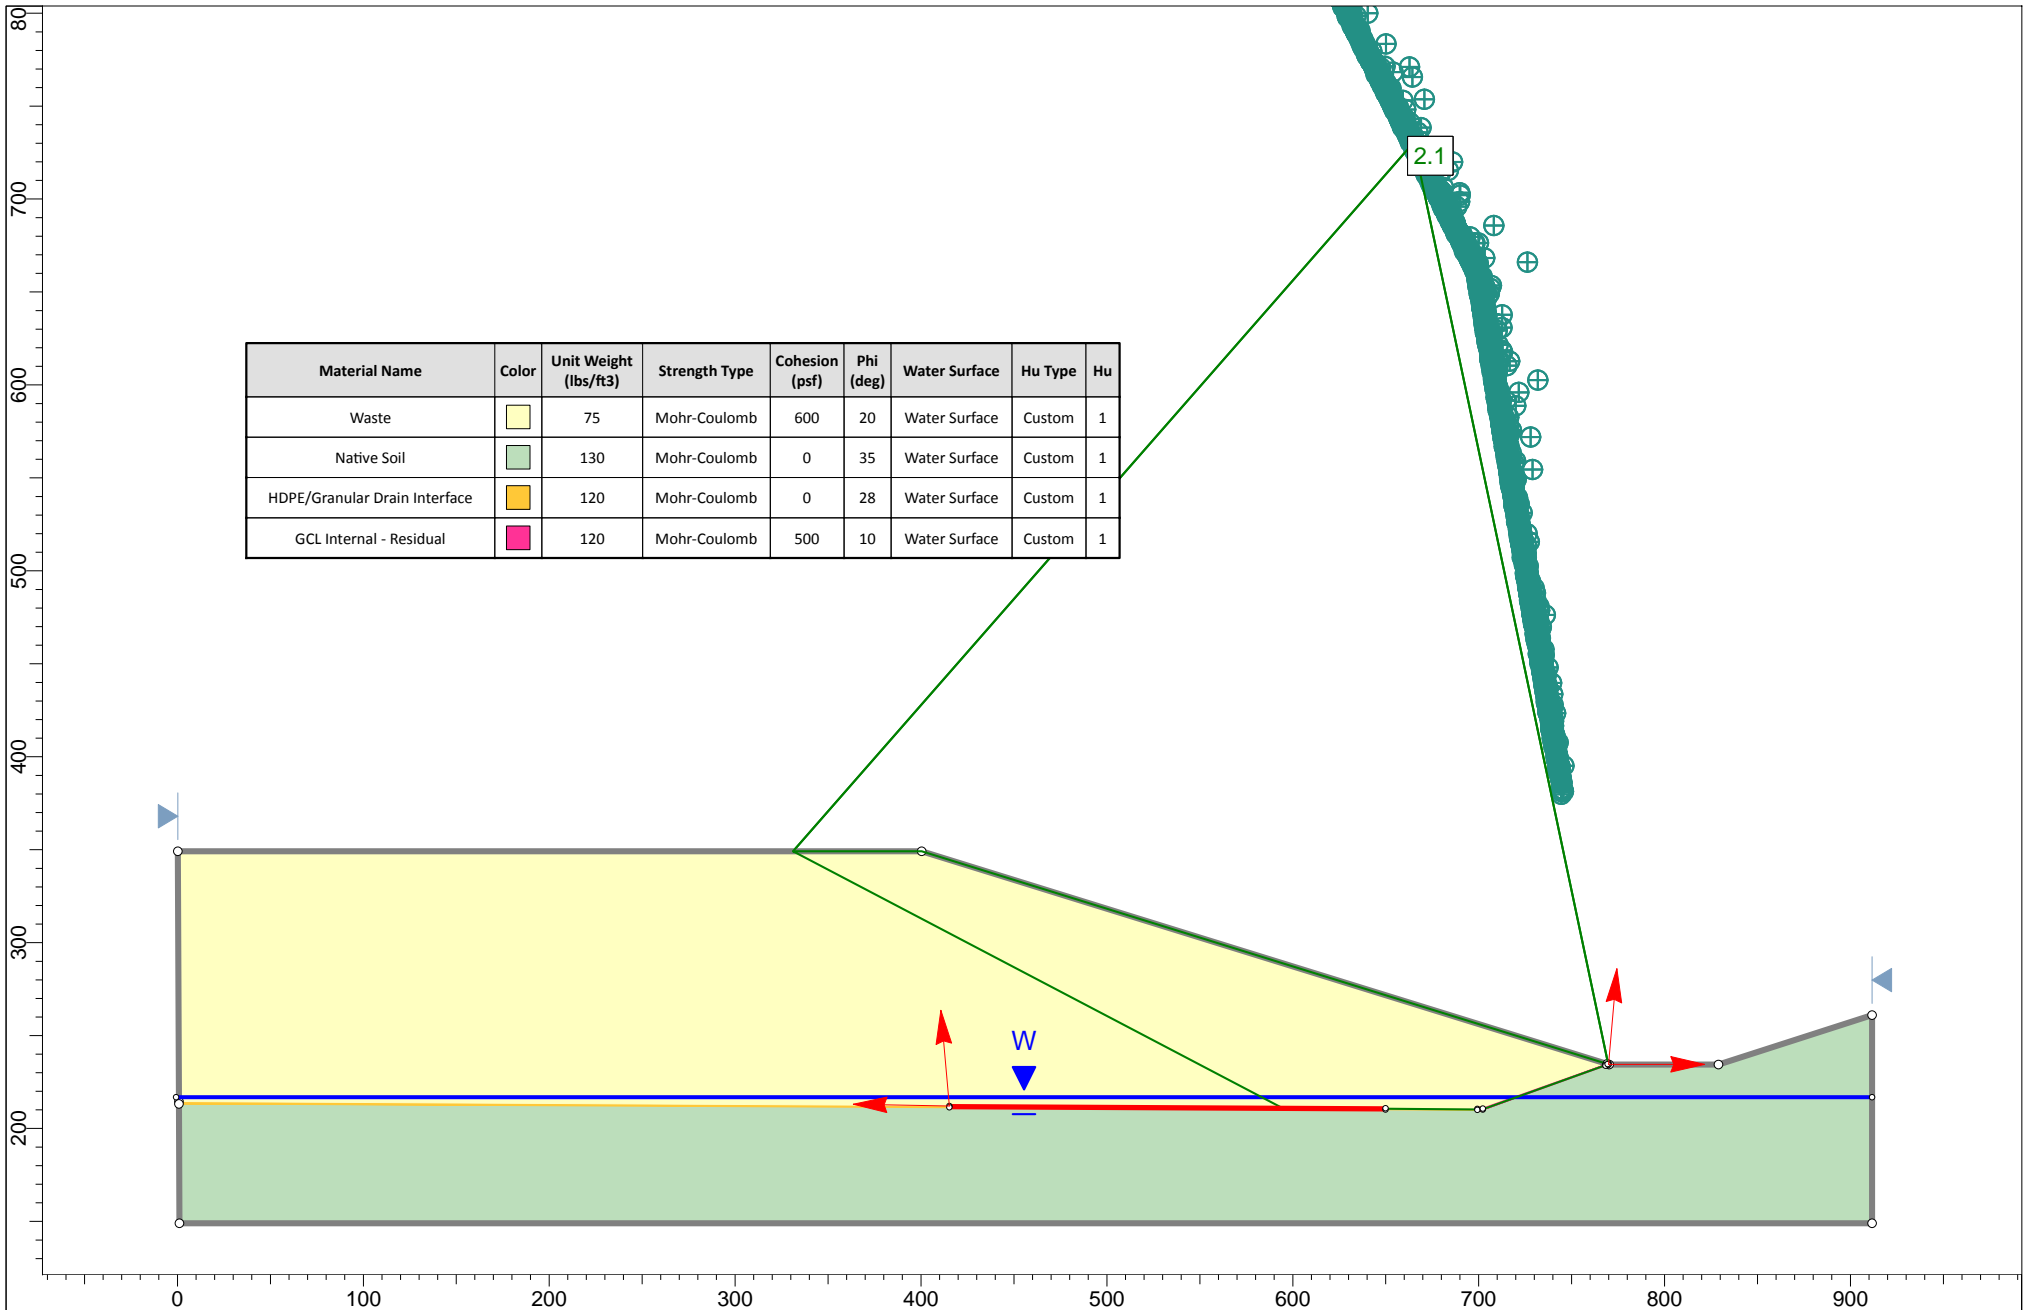 80
700
600
500
400
300
200
2.1
Material Name Color Unit Weight (lbs/ft3) Strength Type Cohesion (psf) Phi (deg) Water Surface Hu Type Hu
Waste 75 Mohr-Coulomb 600 20 Water Surface Custom 1
Native Soil 130 Mohr-Coulomb 0 35 Water Surface Custom 1
HDPE/Granular Drain Interface 120 Mohr-Coulomb 0 28 Water Surface Custom 1
GCL Internal - Residual 120 Mohr-Coulomb 500 10 Water Surface Custom 1
W
0 100 200 300 400 500 600 700 800 900